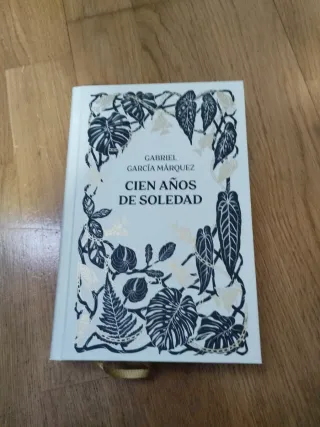 GABRIEL
GARCÍA MÁRQUEZ
CIEN AÑOS
DE SOLEDAD